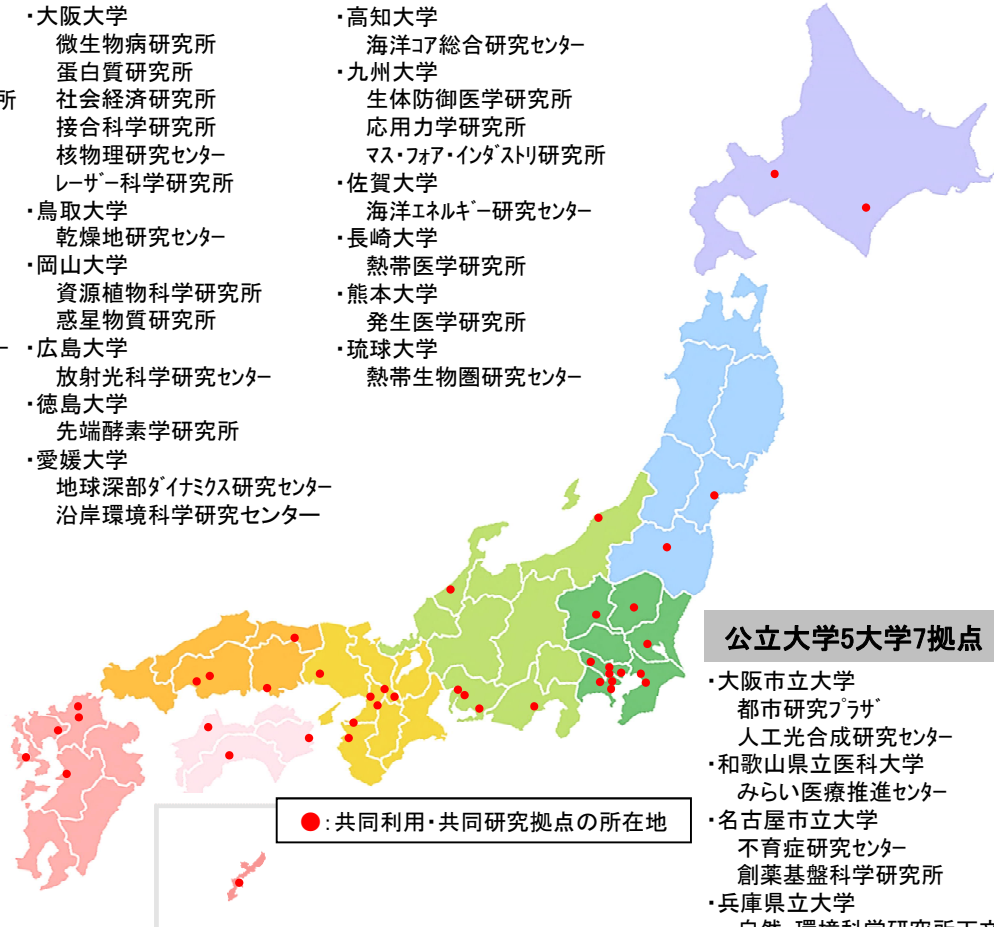 ・大阪大学
微生物病研究所
蛋白質研究所
所
社会経済研究所
接合科学研究所
核物理研究センター
レーザー科学研究所
・鳥取大学
乾燥地研究センター
・岡山大学
資源植物科学研究所
惑星物質研究所
ー
・広島大学
放射光科学研究センター
・徳島大学
先端酵素学研究所
・愛媛大学
地球深部ダイナミクス研究センター
沿岸環境科学研究センター
・高知大学
海洋コア総合研究センター
・九州大学
生体防御医学研究所
応用力学研究所
マス・フォア・インダストリ研究所
・佐賀大学
海洋エネルギー研究センター
・長崎大学
熱帯医学研究所
・熊本大学
発生医学研究所
・琉球大学
熱帯生物圏研究センター
●:共同利用・共同研究拠点の所在地
公立大学5大学7拠点
・大阪市立大学
都市研究プラザ
人工光合成研究センター
・和歌山県立医科大学
みらい医療推進センター
・名古屋市立大学
不育症研究センター
創薬基盤科学研究所
・兵庫県立大学